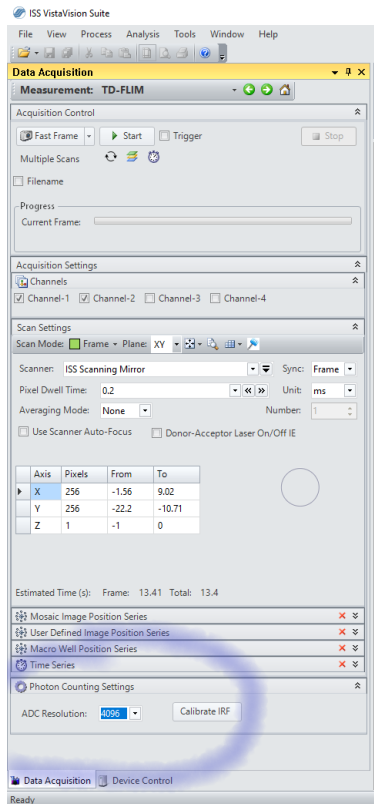 ISS VistaVision Suite
File View Process Analysis Tools Window Help
Data Acquisition
Measurement: TD-FLIM
Acquisition Control
Fast Frame Start Trigger Stop
Multiple Scans
Filename
Progress
Current Frame:
Acquisition Settings
Channels
Channel-1 Channel-2 Channel-3 Channel-4
Scan Settings
Scan Mode: Frame Plane: XY
Scanner: ISS Scanning Mirror Sync: Frame
Pixel Dwell Time: 0.2 Unit: ms
Averaging Mode: None Number: 1
Use Scanner Auto-Focus Donor-Acceptor Laser On/Off IE
Axis Pixels From To
X 256 -1.56 9.02
Y 256 -22.2 -10.71
Z 1 -1 0
Estimated Time (s): Frame: 13.41 Total: 13.4
Mosaic Image Position Series
User Defined Image Position Series
Macro Well Position Series
Time Series
Photon Counting Settings
ADC Resolution: 4096 Calibrate IRF
Data Acquisition Device Control
Ready